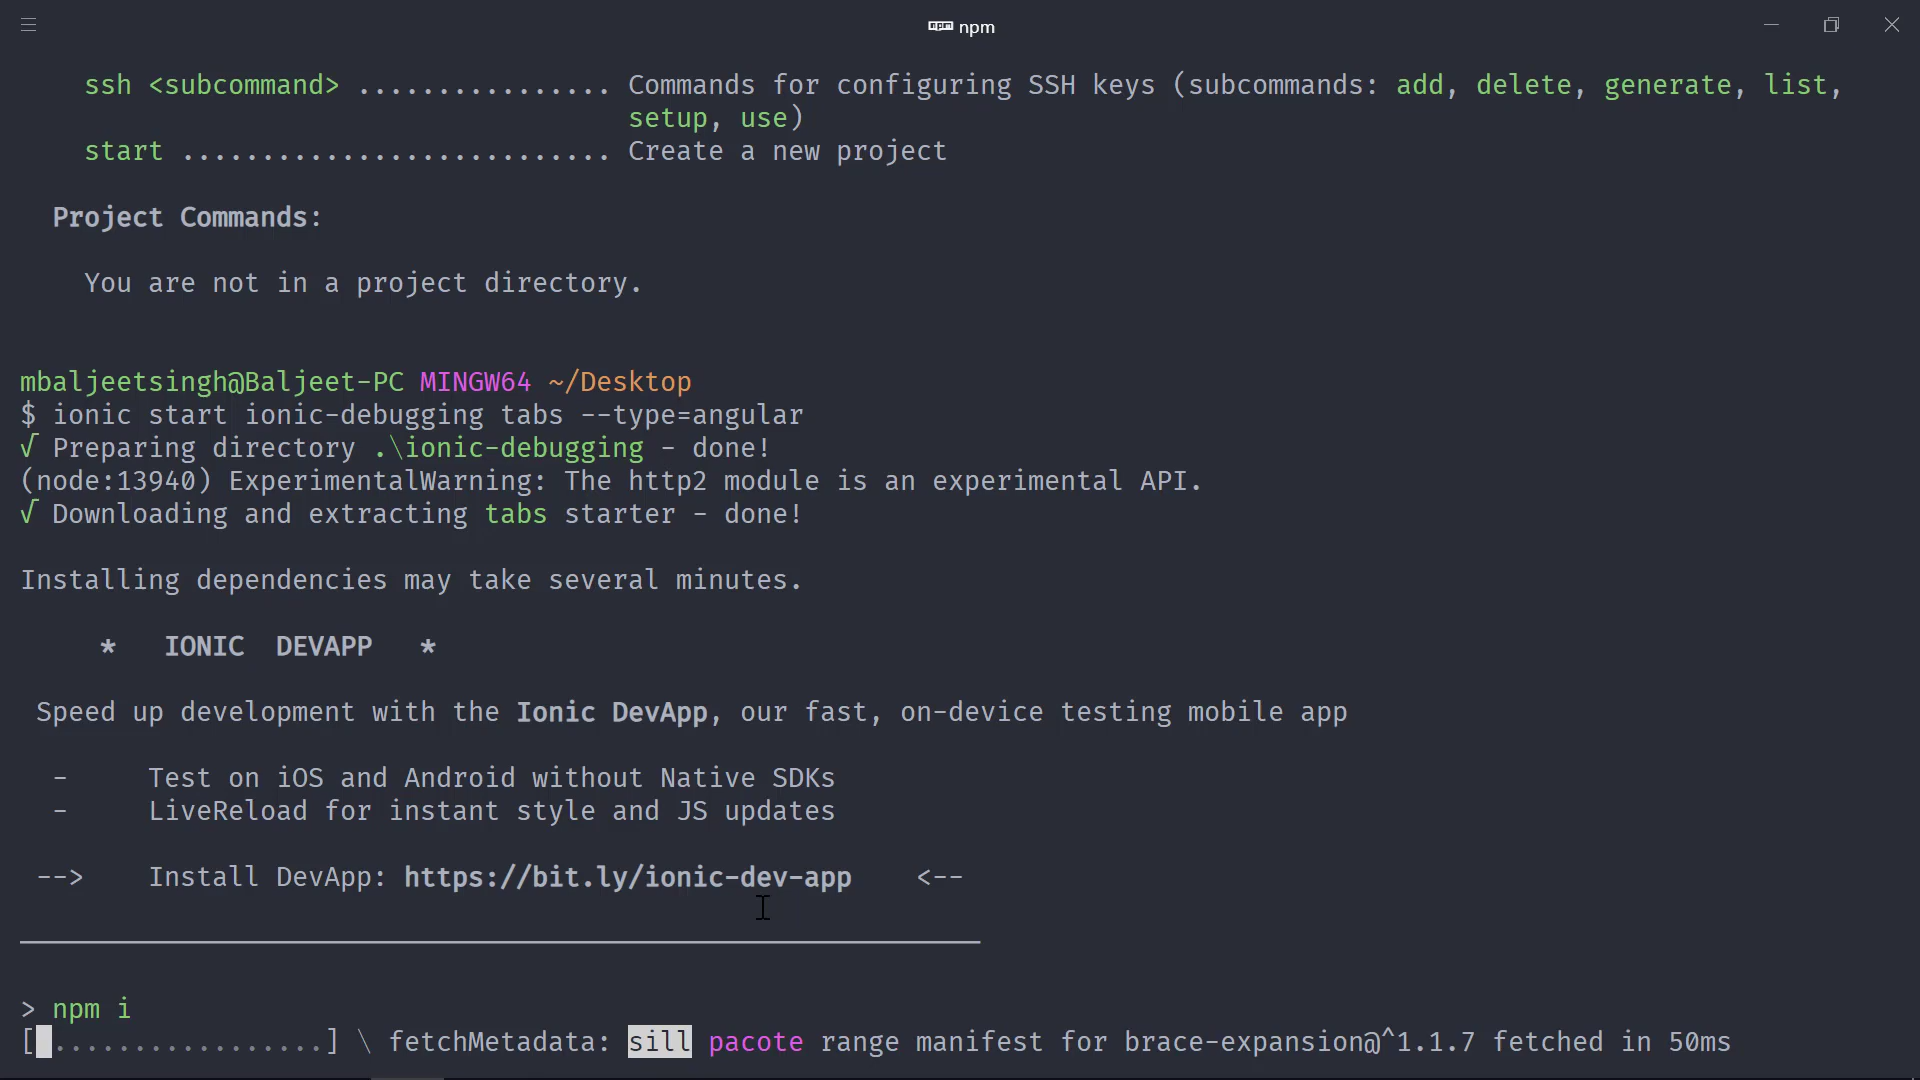 npm
ssh <subcommand> ................ Commands for configuring SSH keys (subcommands: add, delete, generate, list,
setup, use)
start ........................... Create a new project
Project Commands:
You are not in a project directory.
mbaljeetsingh@Baljeet-PC MINGW64 ~/Desktop
$ ionic start ionic-debugging tabs --type=angular
√ Preparing directory .\ionic-debugging - done!
(node:13940) ExperimentalWarning: The http2 module is an experimental API.
√ Downloading and extracting tabs starter - done!
Installing dependencies may take several minutes.
* IONIC DEVAPP *
Speed up development with the Ionic DevApp, our fast, on-device testing mobile app
- Test on iOS and Android without Native SDKs
- LiveReload for instant style and JS updates
--> Install DevApp: https://bit.ly/ionic-dev-app <--
> npm i
[ .................] \ fetchMetadata: sill pacote range manifest for brace-expansion@^1.1.7 fetched in 50ms